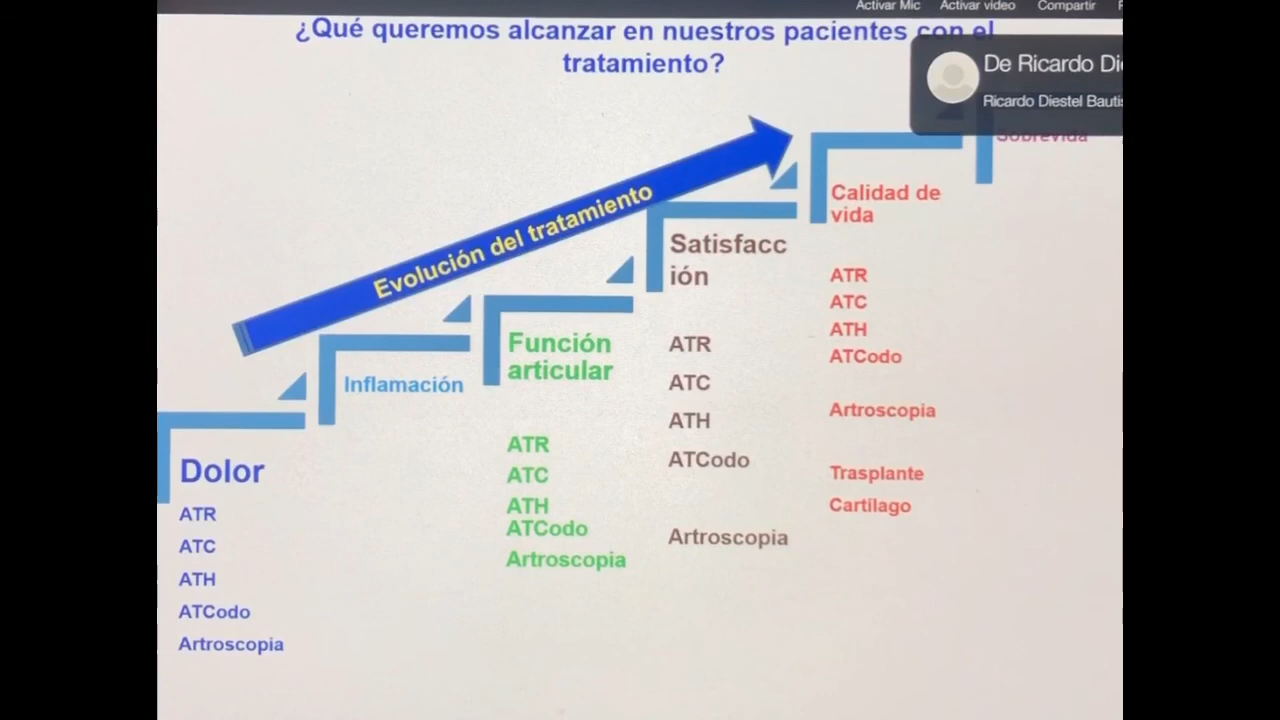 Activar Mic Activar video Compartir
¿Qué queremos alcanzar en nuestros pacientes con el
tratamiento?
De Ricardo Di
Ricardo Diestel Bauti
Sobrevida
Evolución del tratamiento
Calidad de
vida
ATR
ATC
ATH
ATCodo
Artroscopia
Trasplante
Cartílago
Satisfacc
ión
ATR
ATC
ATH
ATCodo
Artroscopia
Función
articular
ATR
ATC
ATH
ATCodo
Artroscopia
Inflamación
Dolor
ATR
ATC
ATH
ATCodo
Artroscopia